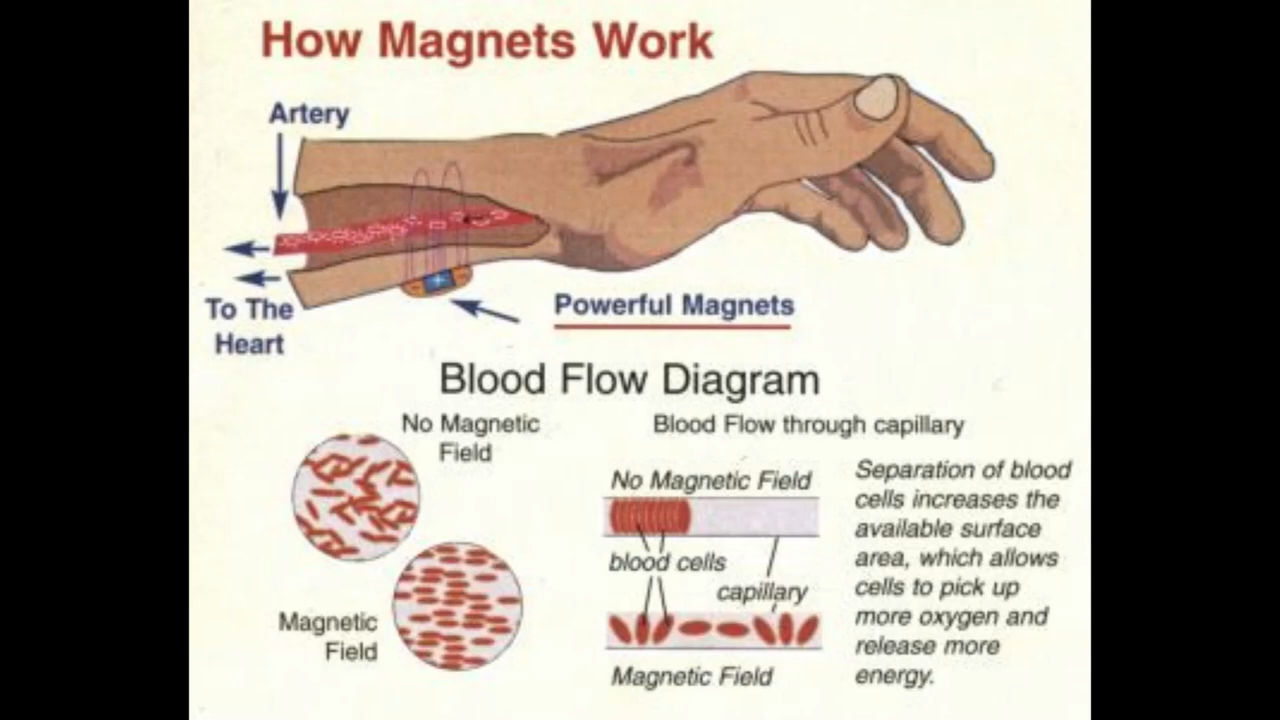 How Magnets Work
Artery
To The
Heart
Powerful Magnets
Blood Flow Diagram
No Magnetic
Field
Magnetic
Field
Blood Flow through capillary
No Magnetic Field
blood cells
capillary
Magnetic Field
Separation of blood
cells increases the
available surface
area, which allows
cells to pick up
more oxygen and
release more
energy.